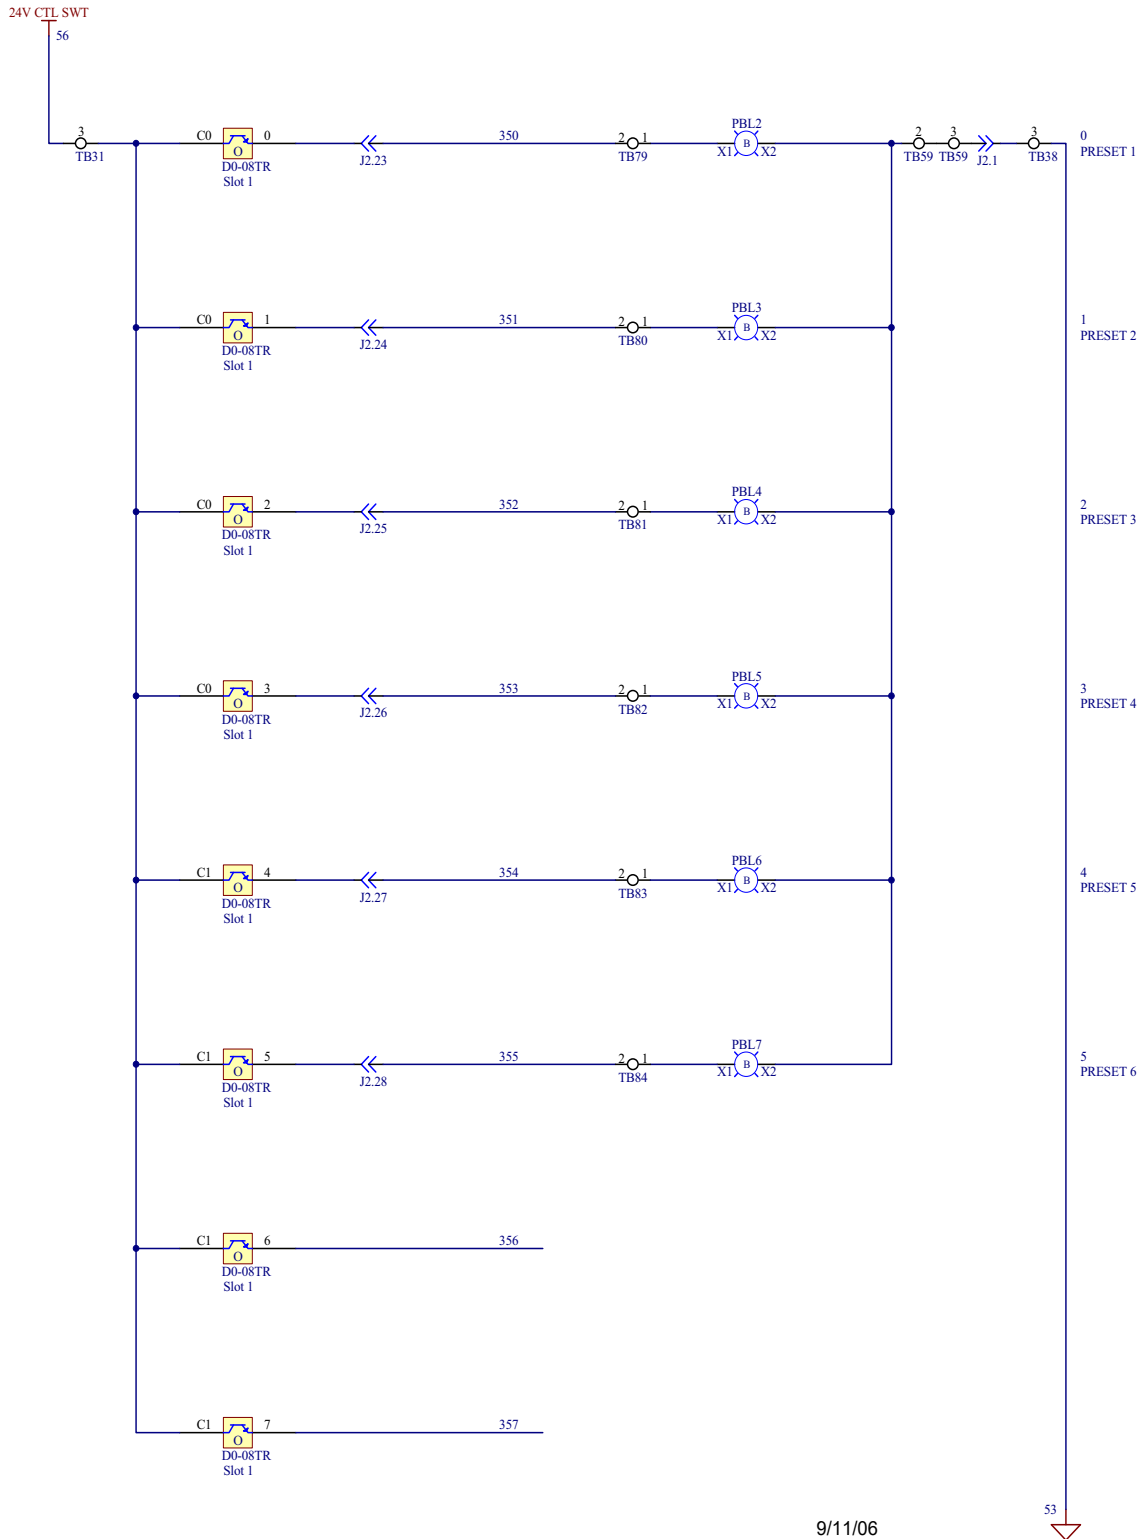 24V CTL SWT
56
3
TB31
C0 0
D0-08TR
Slot 1
J2.23
350
2 1
TB79
PBL2
X1 B X2
2 3
TB59 TB59
J2.1
3
TB38
0
PRESET 1
C0 1
O
D0-08TR
Slot 1
J2.24
351
2 1
TB80
PBL3
X1 B X2
1
PRESET 2
C0 2
O
D0-08TR
Slot 1
J2.25
352
2 1
TB81
PBL4
X1 B X2
2
PRESET 3
C0 3
O
D0-08TR
Slot 1
J2.26
353
2 1
TB82
PBL5
X1 B X2
3
PRESET 4
C1 4
O
D0-08TR
Slot 1
J2.27
354
2 1
TB83
PBL6
X1 B X2
4
PRESET 5
C1 5
O
D0-08TR
Slot 1
J2.28
355
2 1
TB84
PBL7
X1 B X2
5
PRESET 6
C1 6
O
D0-08TR
Slot 1
356
C1 7
O
D0-08TR
Slot 1
357
53
9/11/06